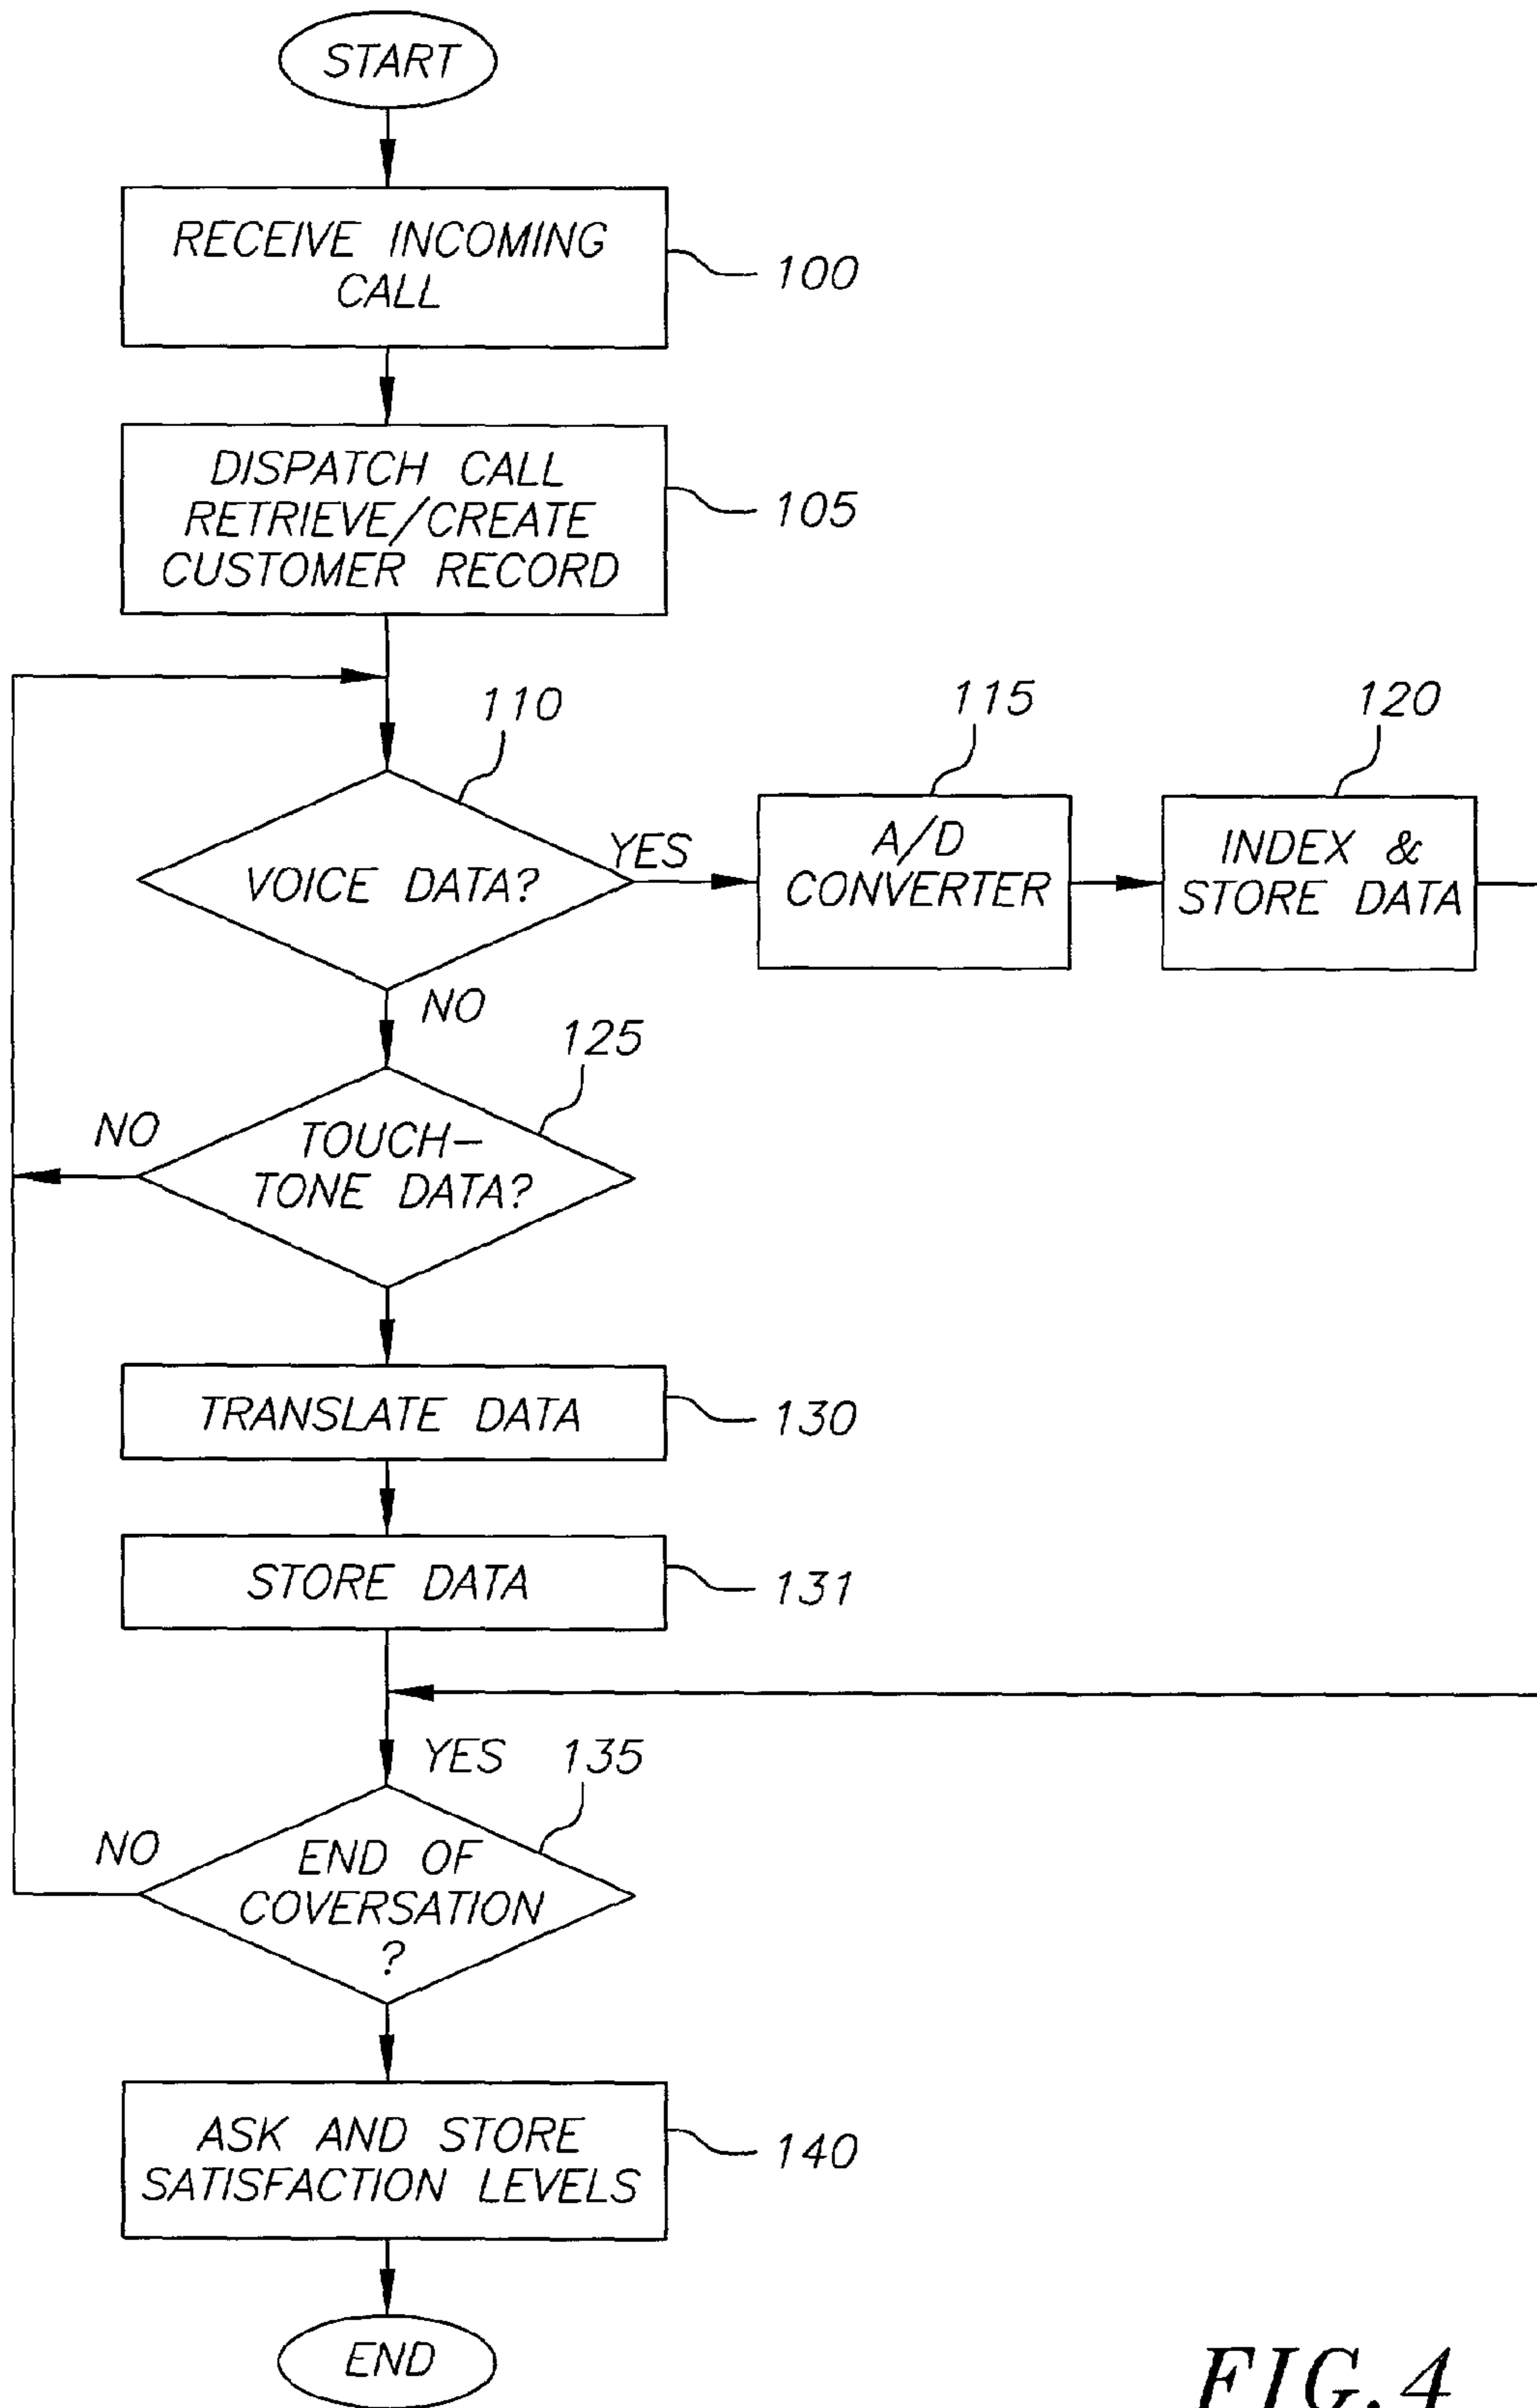 START
RECEIVE INCOMING
CALL
100
DISPATCH CALL
RETRIEVE/CREATE
CUSTOMER RECORD
105
110
115
120
VOICE DATA?
YES
A/D
CONVERTER
INDEX &
STORE DATA
NO
125
NO
TOUCH-
TONE DATA?
TRANSLATE DATA
130
STORE DATA
131
YES
135
NO
END OF
COVERSATION
?
ASK AND STORE
SATISFACTION LEVELS
140
END
FIG.4